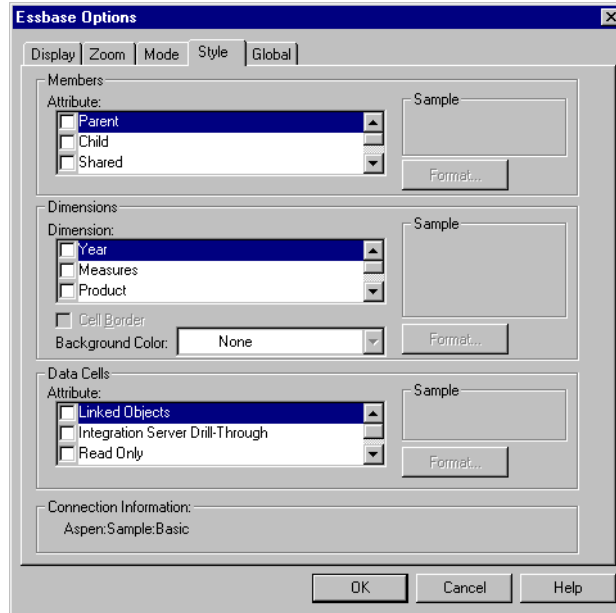 Essbase Options
Display Zoom Mode Style Global
Members
Attribute:
Parent
Child
Shared
Sample
Format...
Dimensions
Dimension:
Year
Measures
Product
Cell Border
Background Color: None
Sample
Format...
Data Cells
Attribute:
Linked Objects
Integration Server Drill-Through
Read Only
Sample
Format...
Connection Information:
Aspen:Sample:Basic
OK Cancel Help